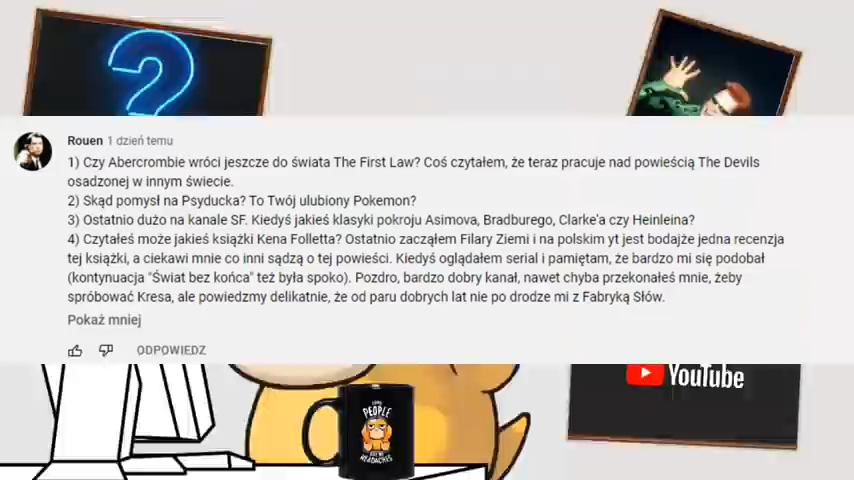 Rouen 1 dzień temu
1) Czy Abercrombie wróci jeszcze do świata The First Law? Coś czytałem, że teraz pracuje nad powieścią The Devils
osadzonej w innym świecie.
2) Skąd pomysł na Psyducka? To Twój ulubiony Pokemon?
3) Ostatnio dużo na kanale SF. Kiedyś jakieś klasyki pokroju Asimova, Bradburego, Clarke'a czy Heinleina?
4) Czytałeś może jakieś książki Kena Folletta? Ostatnio zacząłem Filary Ziemi i na polskim yt jest bodajże jedna recenzja
tej książki, a ciekawi mnie co inni sądzą o tej powieści. Kiedyś oglądałem serial i pamiętam, że bardzo mi się podobał
(kontynuacja "Świat bez końca" też była spoko). Pozdro, bardzo dobry kanał, nawet chyba przekonałeś mnie, żeby
spróbować Kresa, ale powiedzmy delikatnie, że od paru dobrych lat nie po drodze mi z Fabryką Słów.
Pokaż mniej
ODPOWIEDZ
?
YouTube
PEOPLE
HEADACHES